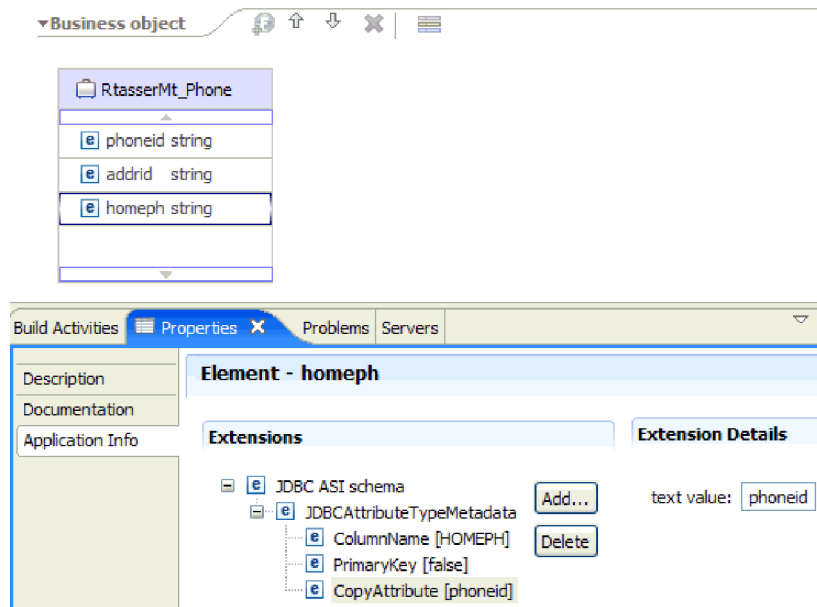 Business object
RtasserMt_Phone
phoneid string
addrid string
homeph string
Build Activities Properties Problems Servers
Description
Documentation
Application Info
Element - homeph
Extensions
JDBC ASI schema
JDBCAttributeTypeMetadata
ColumnName [HOMEPH]
PrimaryKey [false]
CopyAttribute [phoneid]
Add...
Delete
Extension Details
text value: phoneid